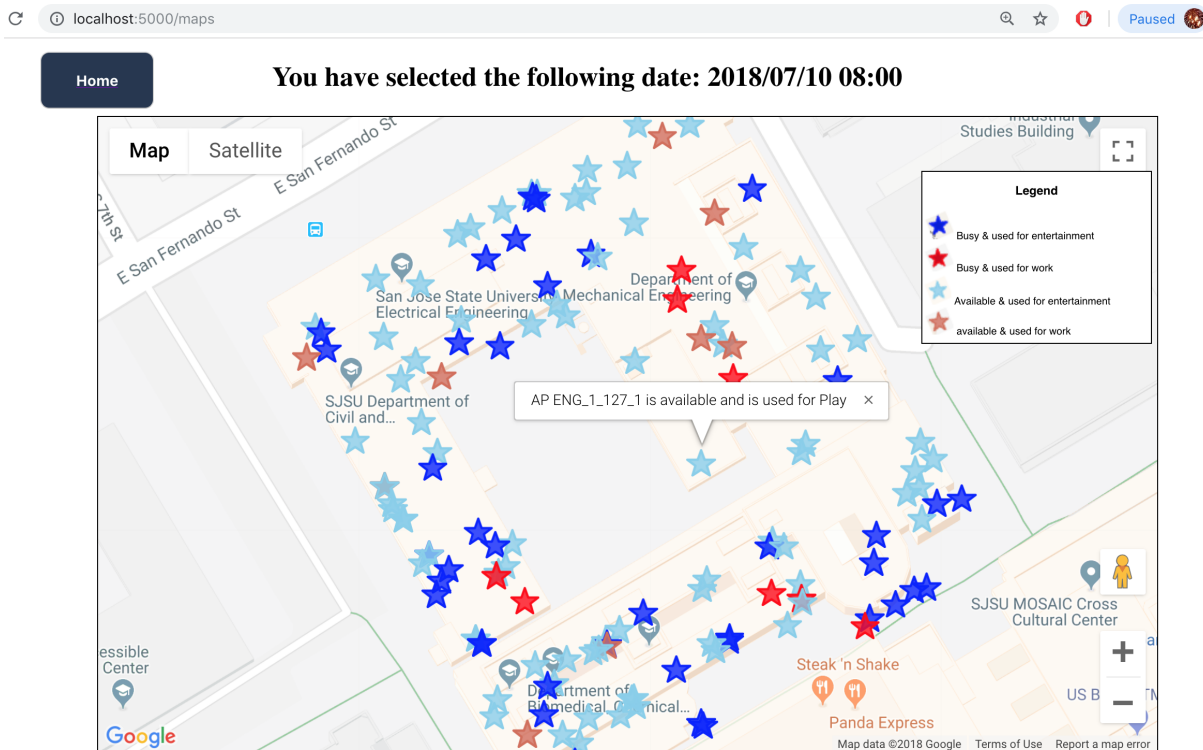 localhost:5000/maps
Paused
Home
You have selected the following date: 2018/07/10 08:00
Map
Satellite
E San Fernando St
E San Fernando St
S 7th St
Studies Building
Legend
Busy & used for entertainment
Busy & used for work
Available & used for entertainment
available & used for work
Department of
Mechanical Engineering
San Jose State
Electrical Engineering
SJSU Department of
Civil and...
AP ENG_1_127_1 is available and is used for Play
×
SJSU MOSAIC Cross
Cultural Center
essible
Center
Steak 'n Shake
Department of
Biomedical,
Panda Express
US B
+
−
Google
Map data ©2018 Google
Terms of Use
Report a map error